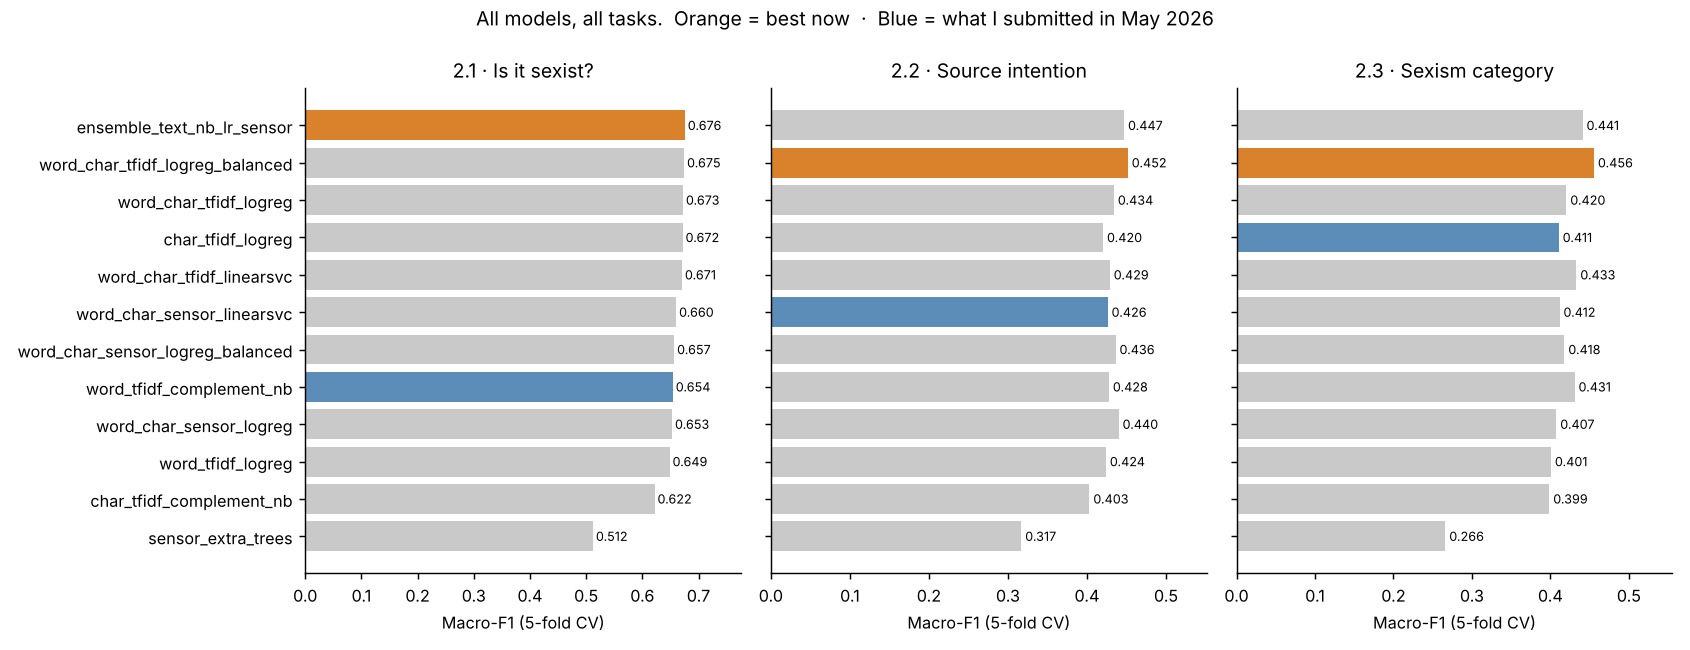 All models, all tasks.  Orange = best now  ·  Blue = what I submitted in May 2026
2.1 · Is it sexist?
ensemble_text_nb_lr_sensor 0.676
word_char_tfidf_logreg_balanced 0.675
word_char_tfidf_logreg 0.673
char_tfidf_logreg 0.672
word_char_tfidf_linearsvc 0.671
word_char_sensor_linearsvc 0.660
word_char_sensor_logreg_balanced 0.657
word_tfidf_complement_nb 0.654
word_char_sensor_logreg 0.653
word_tfidf_logreg 0.649
char_tfidf_complement_nb 0.622
sensor_extra_trees 0.512
0.0 0.1 0.2 0.3 0.4 0.5 0.6 0.7
Macro-F1 (5-fold CV)
2.2 · Source intention
0.447
0.452
0.434
0.420
0.429
0.426
0.436
0.428
0.440
0.424
0.403
0.317
0.0 0.1 0.2 0.3 0.4 0.5
Macro-F1 (5-fold CV)
2.3 · Sexism category
0.441
0.456
0.420
0.411
0.433
0.412
0.418
0.431
0.407
0.401
0.399
0.266
0.0 0.1 0.2 0.3 0.4 0.5
Macro-F1 (5-fold CV)